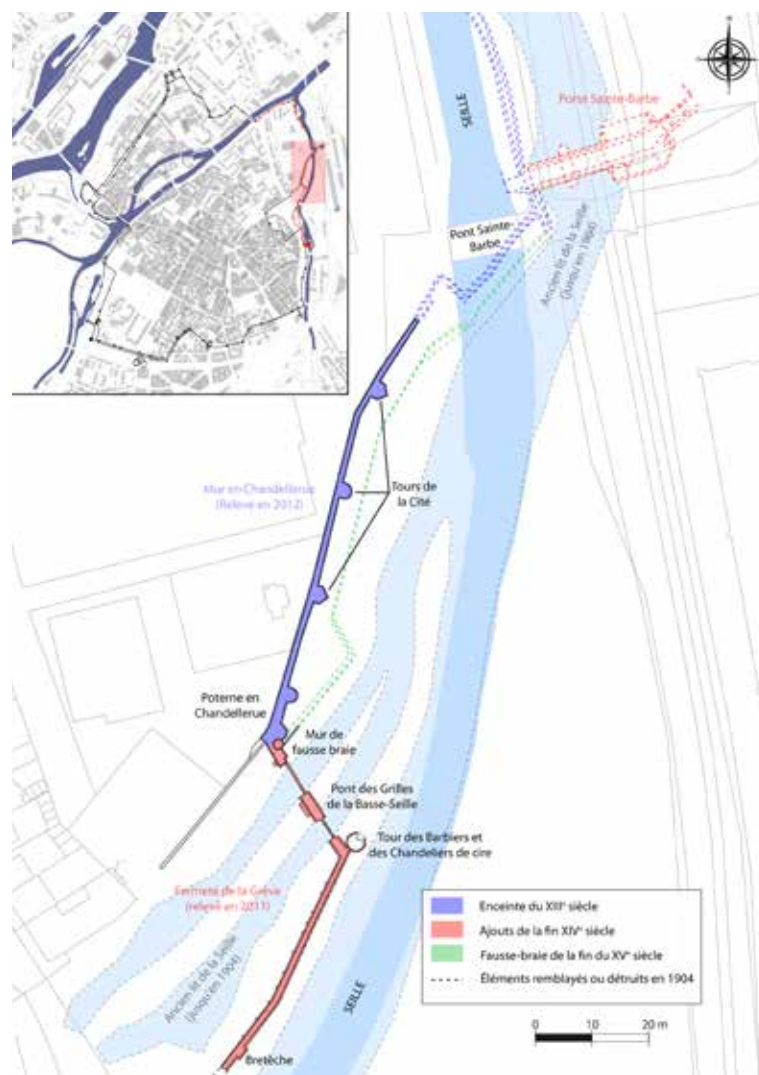 N
SEILLE
Porte Sainte-Barbe
Pont Sainte-
Barbe
Ancien lit de la Seille
(Jusqu'en 1904)
Mur en Chandellerue
(Relevé en 2012)
Tours de
la Cité
Poterne en
Chandellerue
Mur de
fausse braie
Pont des Grilles
de la Basse-Seille
Tour des Barbiers et
des Chandeliers de cire
Fermeté de la Grève
(relevé en 2011)
Ancien lit de la Seille
(Jusqu'en 1904)
SEILLE
Bretèche
Enceinte du XIIIe siècle
Ajouts de la fin XIVe siècle
Fausse-braie de la fin du XVe siècle
Éléments remblayés ou détruits en 1904
0 10 20 m